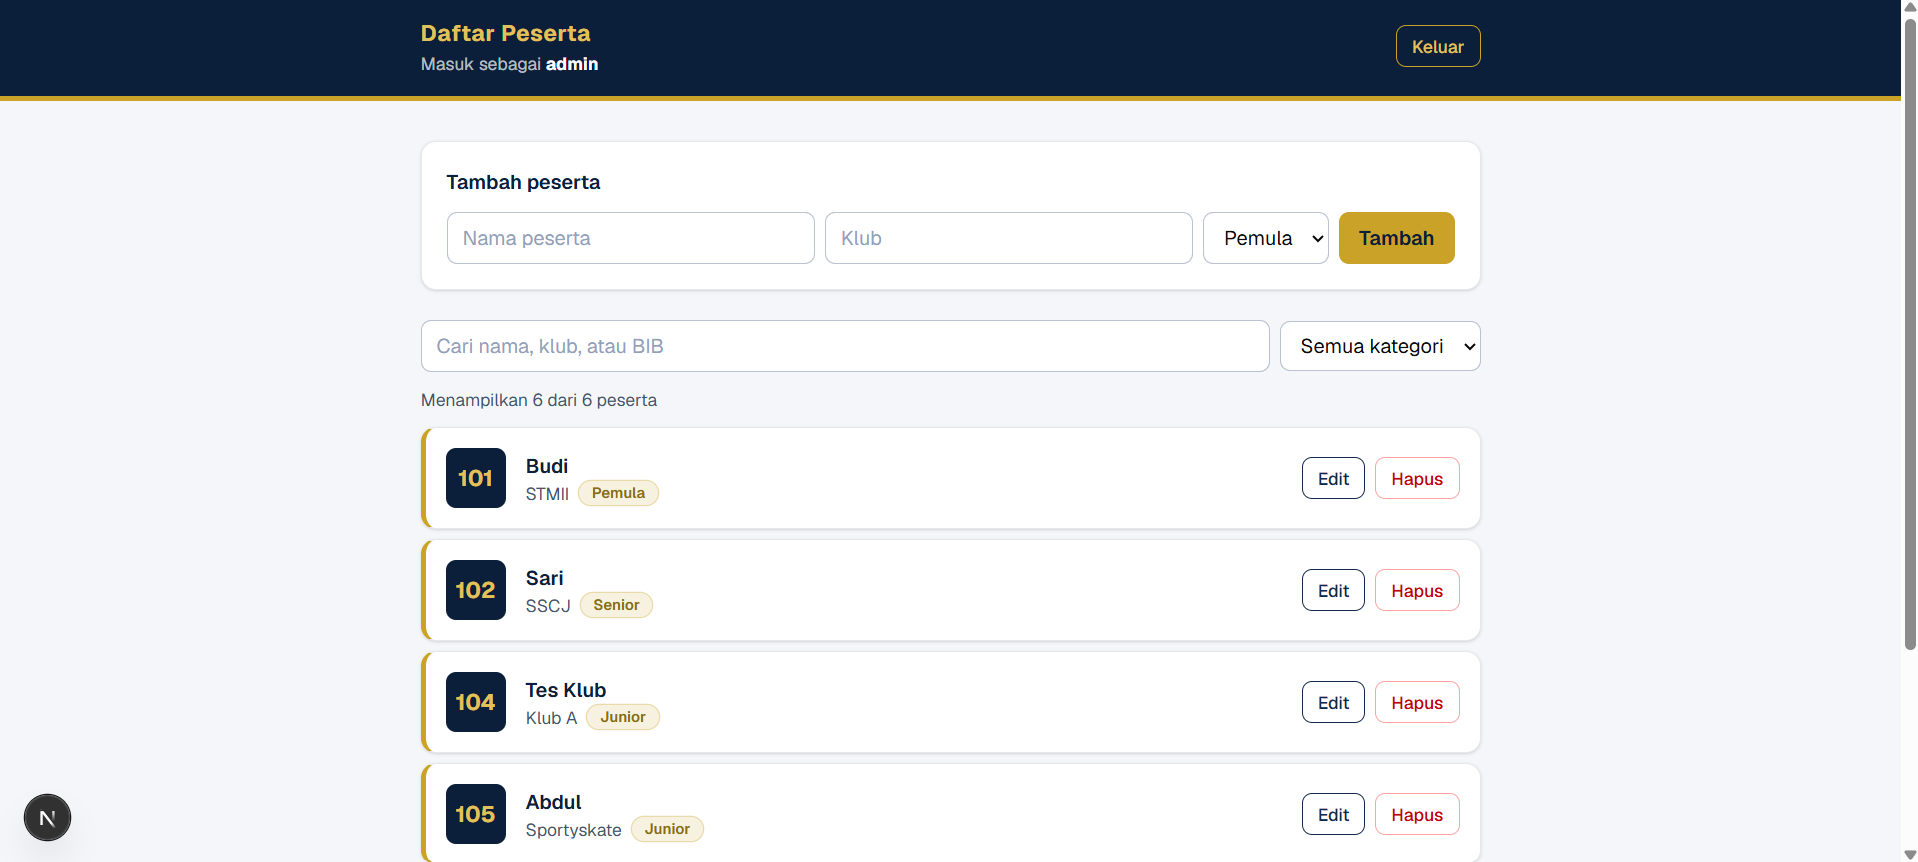 Daftar Peserta
Masuk sebagai admin
Keluar
Tambah peserta
Nama peserta
Klub
Pemula
Tambah
Cari nama, klub, atau BIB
Semua kategori
Menampilkan 6 dari 6 peserta
101
Budi
STMII
Pemula
Edit
Hapus
102
Sari
SSCJ
Senior
Edit
Hapus
104
Tes Klub
Klub A
Junior
Edit
Hapus
105
Abdul
Sportyskate
Junior
Edit
Hapus
N